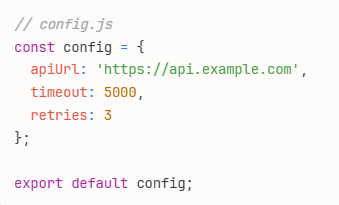 // config.js
const config = {
  apiUrl: 'https://api.example.com',
  timeout: 5000,
  retries: 3
};

export default config;